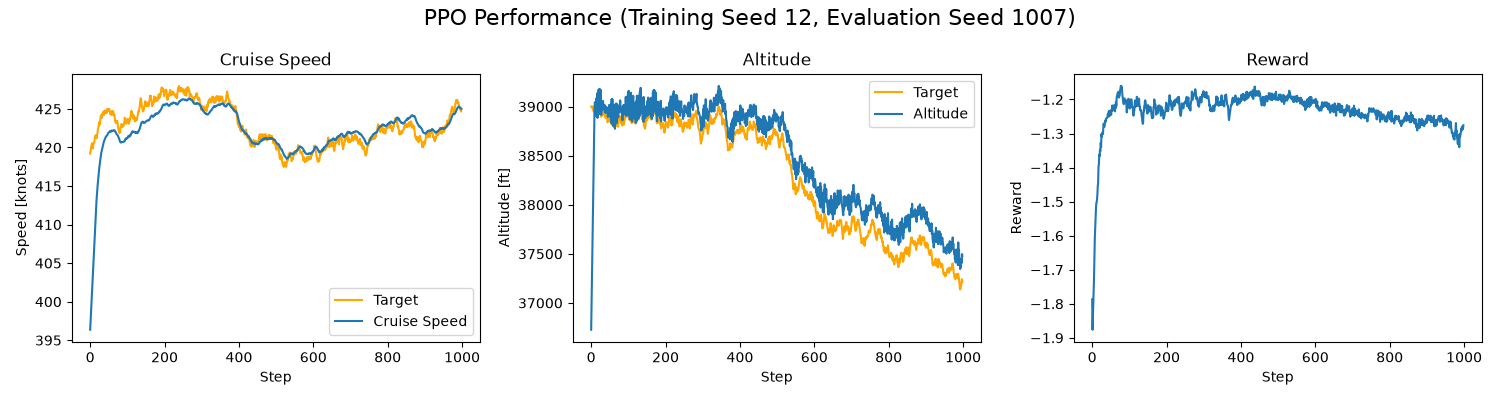 PPO Performance (Training Seed 12, Evaluation Seed 1007)
Cruise Speed
Speed [knots]
425
420
415
410
405
400
395
0 200 400 600 800 1000
Step
Target
Cruise Speed
Altitude
Altitude [ft]
39000
38500
38000
37500
37000
0 200 400 600 800 1000
Step
Target
Altitude
Reward
Reward
−1.2
−1.3
−1.4
−1.5
−1.6
−1.7
−1.8
−1.9
0 200 400 600 800 1000
Step